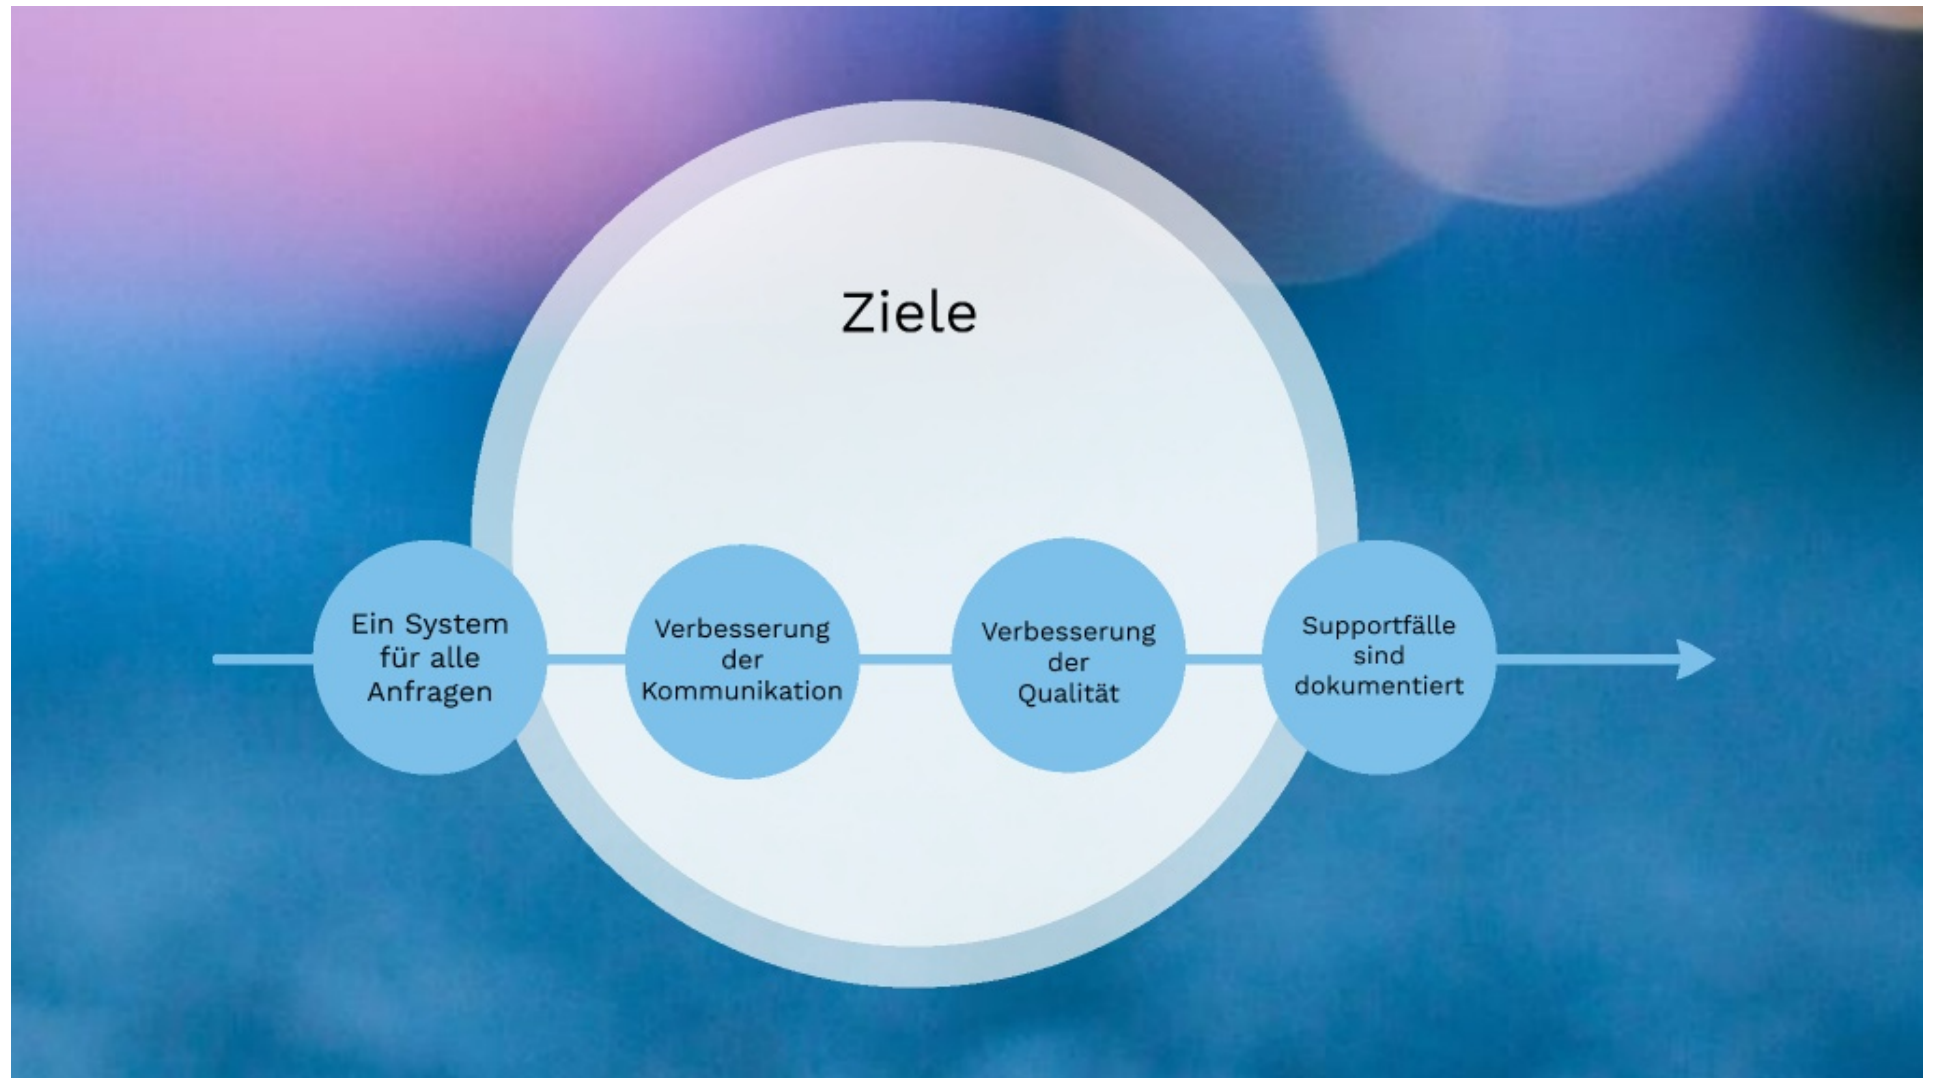 Ziele
Ein System
für alle
Anfragen
Verbesserung
der
Kommunikation
Verbesserung
der
Qualität
Supportfälle
sind
dokumentiert